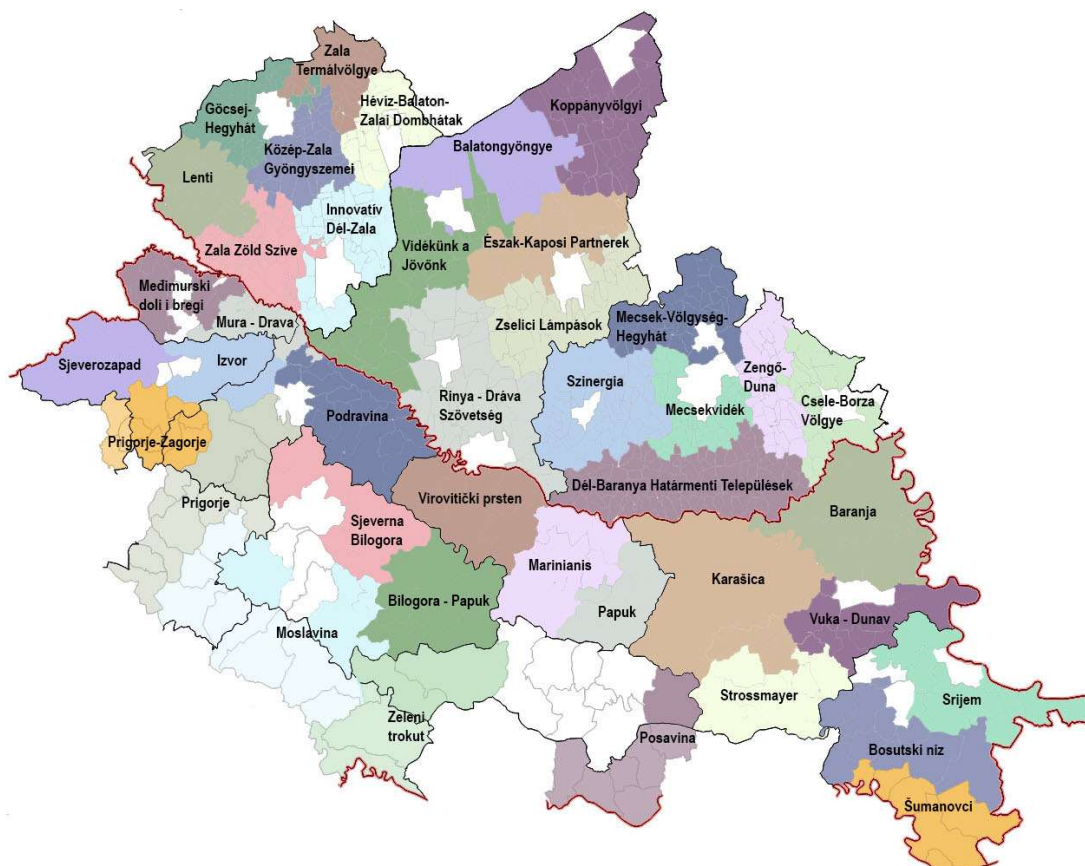 Zala
Termálvölgye
Hévíz-Balaton-
Zalai Dombhátak
Koppányvölgyi
Göcsej-
Hegyhát
Közép-Zala
Gyöngyszemei
Balatongyöngye
Lenti
Innovatív
Dél-Zala
Zala Zöld Szíve
Vidékünk a
Jövőnk
Észak-Kaposi Partnerek
Međimurski
doli i bregi
Mura - Drava
Zselici Lámpások
Mecsek-Völgység-
Hegyhát
Sjeverozapad
Izvor
Zengő-
Duna
Szinergia
Podravina
Rinya - Dráva
Szövetség
Mecsekvidék
Csele-Borza
Völgye
Prigorje-Zagorje
Dél-Baranya Határmenti Települések
Virovitički prsten
Prigorje
Baranja
Sjeverna
Bilogora
Marinianis
Karašica
Bilogora - Papuk
Papuk
Vuka - Dunav
Moslavina
Strossmayer
Srijem
Zeleni
trokut
Posavina
Bosutski niz
Šumanovci